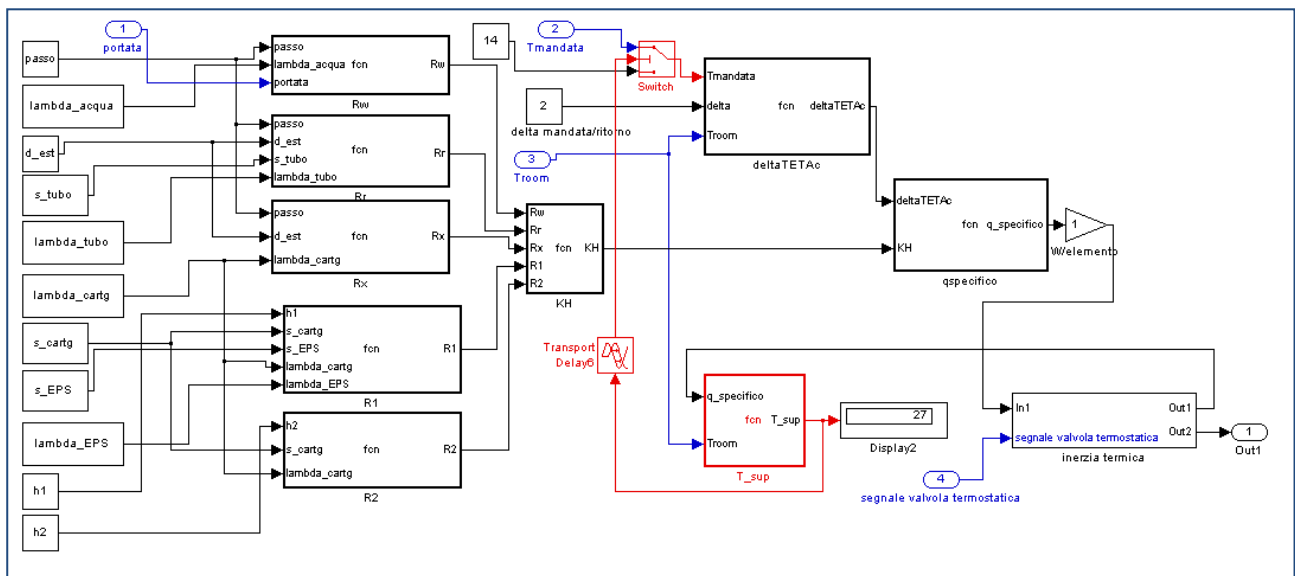 passo
lambda_acqua
d_est
s_tubo
lambda_tubo
lambda_cartg
s_cartg
s_EPS
lambda_EPS
h1
h2
1
portata
passo
lambda_acqua
portata
fcn
Rw
Rw
passo
d_est
s_tubo
lambda_tubo
fcn
Rr
Rr
passo
d_est
lambda_cartg
fcn
Rx
Rx
h1
s_cartg
s_EPS
lambda_cartg
lambda_EPS
fcn
R1
R1
h2
s_cartg
lambda_cartg
fcn
R2
R2
Rw
Rr
Rx
R1
R2
fcn
KH
KH
14
2
Tmandata
Switch
2
delta mandata/ritorno
3
Troom
Tmandata
delta
Troom
fcn
deltaTETAc
deltaTETAc
deltaTETAc
KH
fcn
q_specifico
qspecifico
1
W/elemento
Transport
Delay6
q_specifico
Troom
fcn
T_sup
T_sup
27
Display2
In1
segnale valvola termostatica
Out1
Out2
inerzia termica
4
segnale valvola termostatica
1
Out1